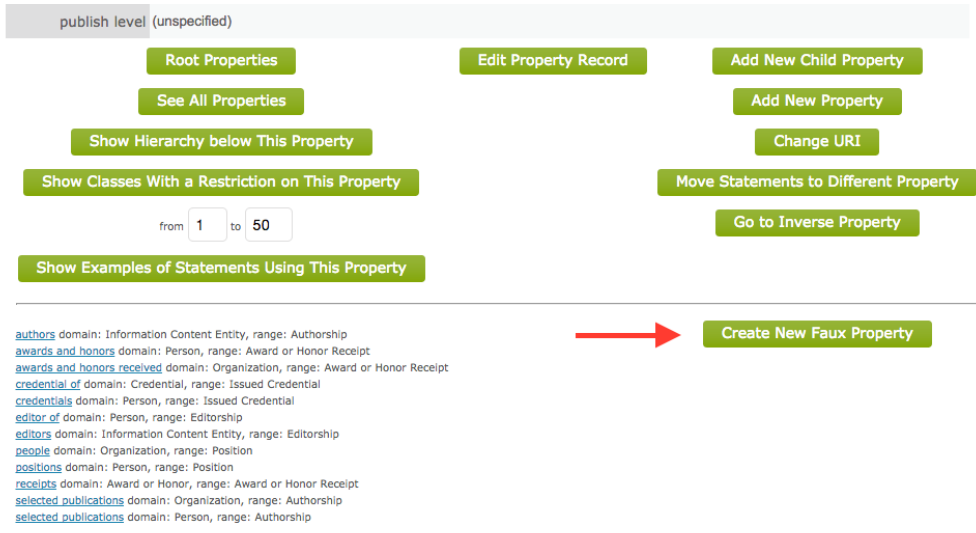 publish level (unspecified)
Root Properties Edit Property Record Add New Child Property
See All Properties Add New Property
Show Hierarchy below This Property Change URI
Show Classes With a Restriction on This Property Move Statements to Different Property
from 1 to 50 Go to Inverse Property
Show Examples of Statements Using This Property
authors domain: Information Content Entity, range: Authorship Create New Faux Property
awards and honors domain: Person, range: Award or Honor Receipt
awards and honors received domain: Organization, range: Award or Honor Receipt
credential of domain: Credential, range: Issued Credential
credentials domain: Person, range: Issued Credential
editor of domain: Person, range: Editorship
editors domain: Information Content Entity, range: Editorship
people domain: Organization, range: Position
positions domain: Person, range: Position
receipts domain: Award or Honor, range: Award or Honor Receipt
selected publications domain: Organization, range: Authorship
selected publications domain: Person, range: Authorship